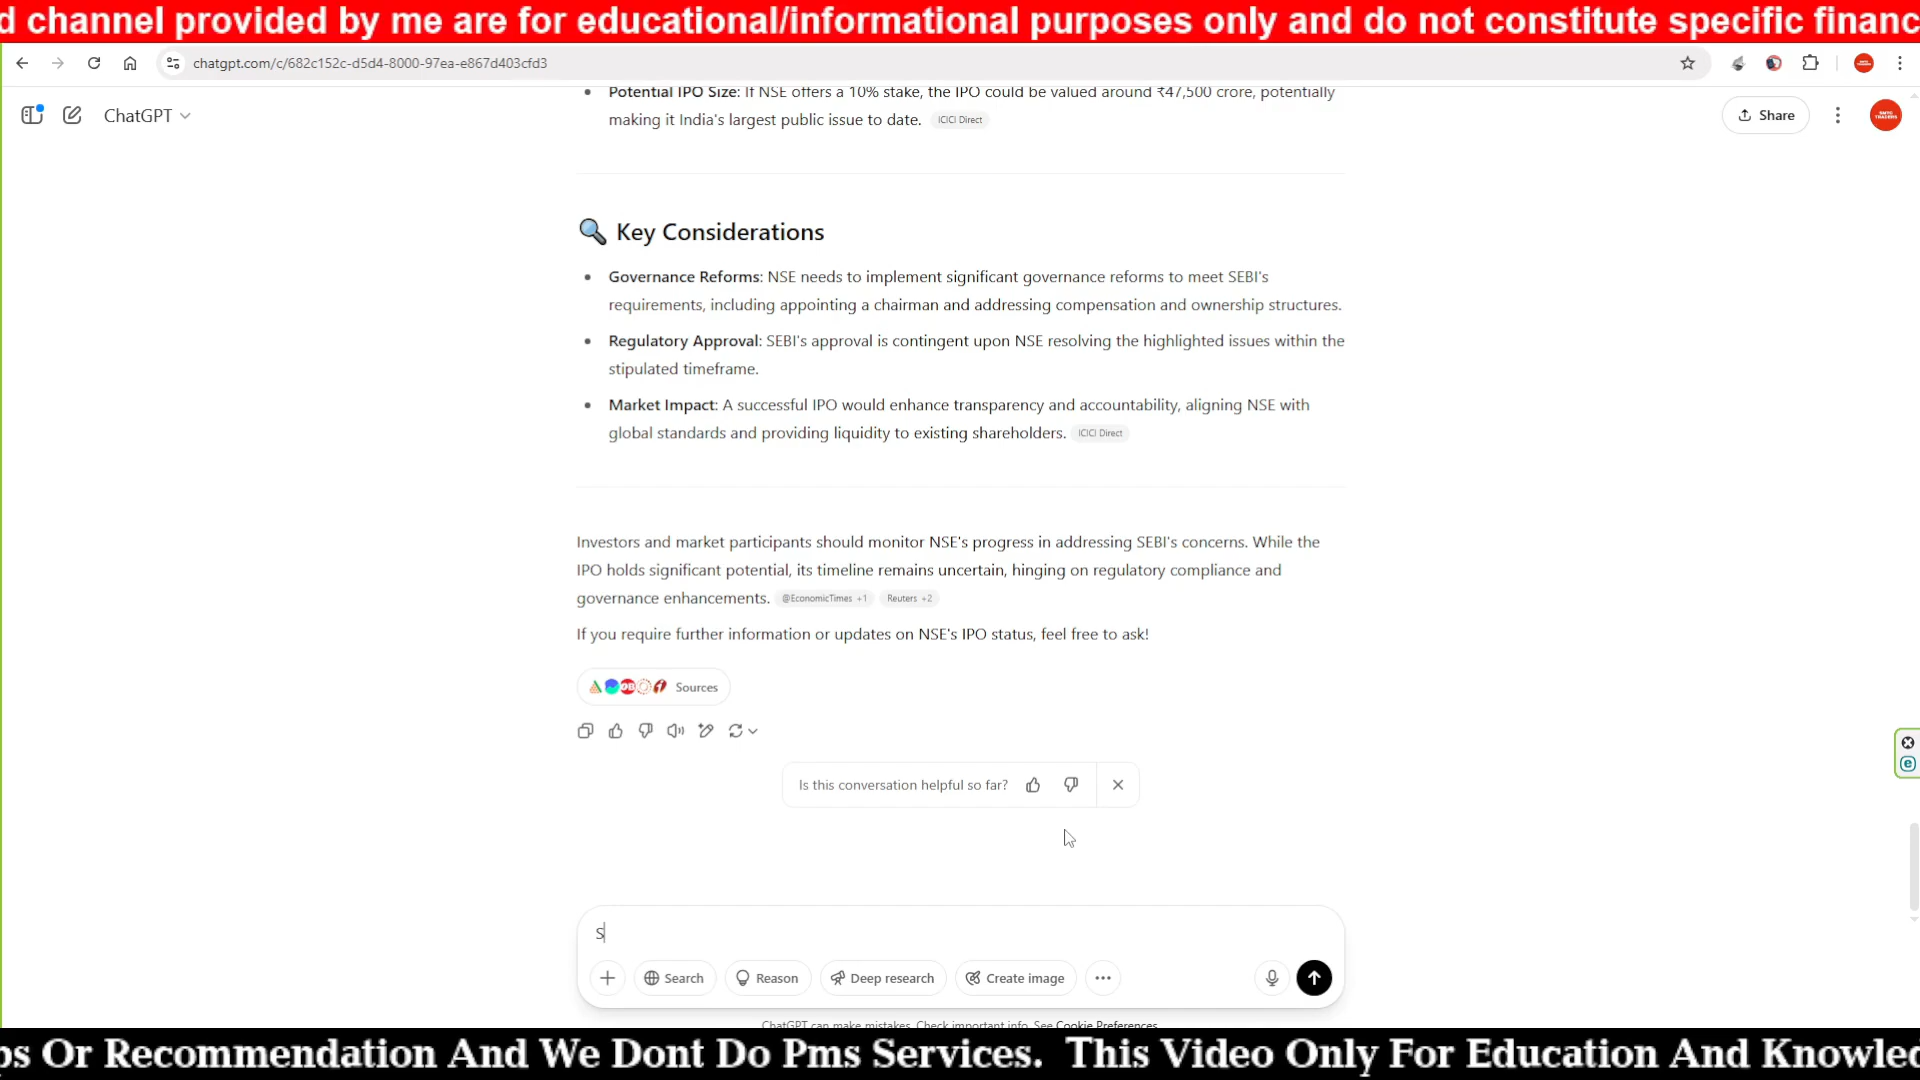 d channel provided by me are for educational/informational purposes only and do not constitute specific financ
chatgpt.com/c/682c152c-d5d4-8000-97ea-e867d403cfd3
ChatGPT
Share
Potential IPO Size: If NSE offers a 10% stake, the IPO could be valued around ₹47,500 crore, potentially
making it India's largest public issue to date. ICICI Direct
🔍 Key Considerations
• Governance Reforms: NSE needs to implement significant governance reforms to meet SEBI's
requirements, including appointing a chairman and addressing compensation and ownership structures.
• Regulatory Approval: SEBI's approval is contingent upon NSE resolving the highlighted issues within the
stipulated timeframe.
• Market Impact: A successful IPO would enhance transparency and accountability, aligning NSE with
global standards and providing liquidity to existing shareholders. ICICI Direct
Investors and market participants should monitor NSE's progress in addressing SEBI's concerns. While the
IPO holds significant potential, its timeline remains uncertain, hinging on regulatory compliance and
governance enhancements. @EconomicTimes +1 Reuters +2
If you require further information or updates on NSE's IPO status, feel free to ask!
Sources
Is this conversation helpful so far?
S
Search Reason Deep research Create image
ChatGPT can make mistakes. Check important info. See Cookie Preferences.
ps Or Recommendation And We Dont Do Pms Services. This Video Only For Education And Knowled